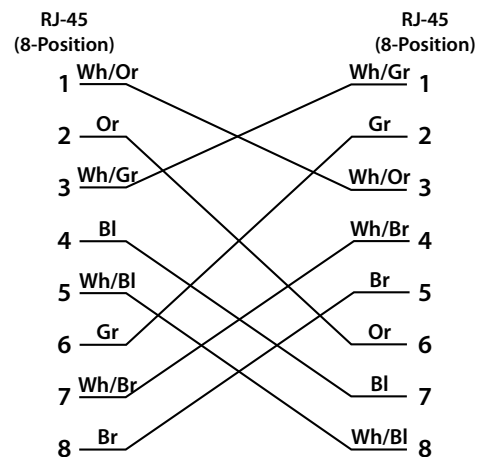 RJ-45 RJ-45
(8-Position) (8-Position)
1 Wh/Or Wh/Gr 1
2 Or Gr 2
3 Wh/Gr Wh/Or 3
4 Bl Wh/Br 4
5 Wh/Bl Br 5
6 Gr Or 6
7 Wh/Br Bl 7
8 Br Wh/Bl 8